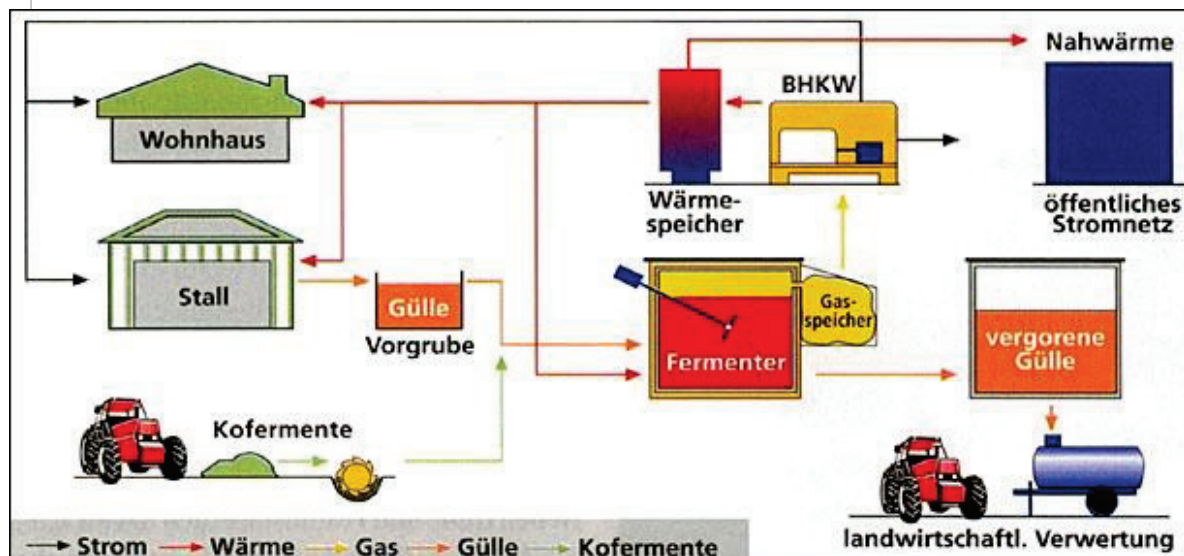 Nahwärme
BHKW
Wohnhaus
Wärme-
speicher
öffentliches
Stromnetz
Stall
Gülle
Vorgrube
Gas-
speicher
Fermenter
vergorene
Gülle
Kofermente
landwirtschaftl. Verwertung
Strom Wärme Gas Gülle Kofermente